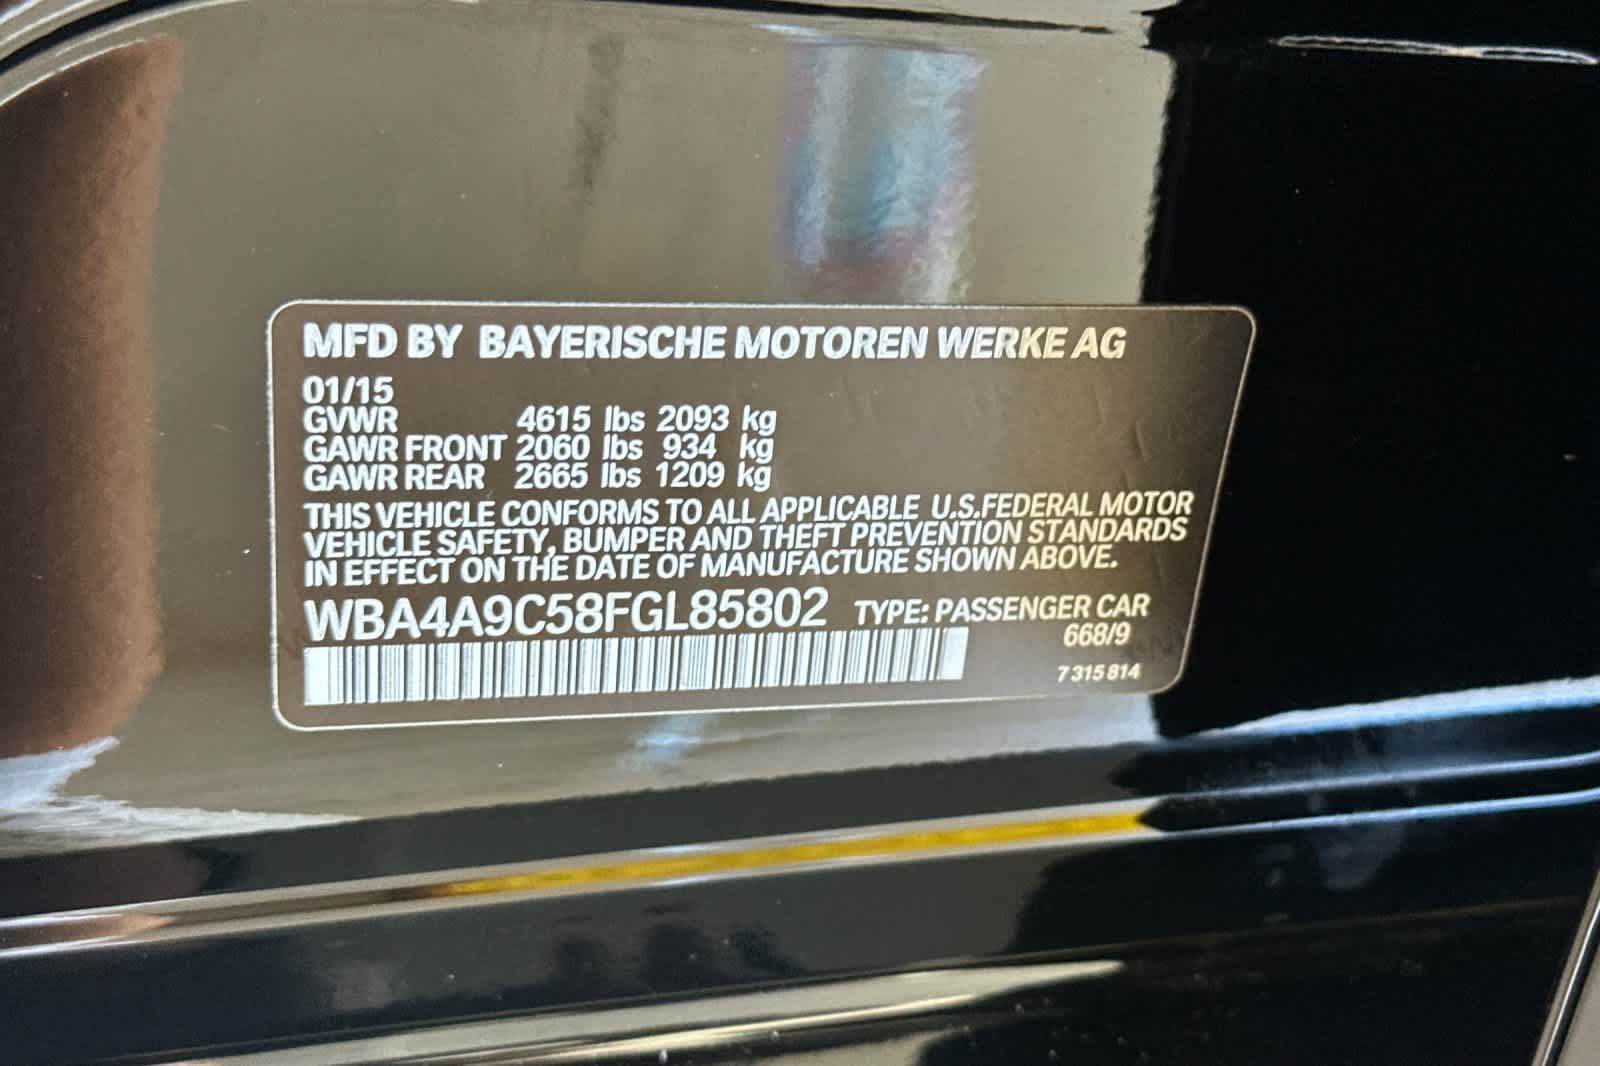 MFD BY BAYERISCHE MOTOREN WERKE AG
01/15
GVWR 4615 lbs 2093 kg
GAWR FRONT 2060 lbs 934 kg
GAWR REAR 2665 lbs 1209 kg
THIS VEHICLE CONFORMS TO ALL APPLICABLE U.S.FEDERAL MOTOR
VEHICLE SAFETY, BUMPER AND THEFT PREVENTION STANDARDS
IN EFFECT ON THE DATE OF MANUFACTURE SHOWN ABOVE.
WBA4A9C58FGL85802 TYPE: PASSENGER CAR
668/9
7 315 814